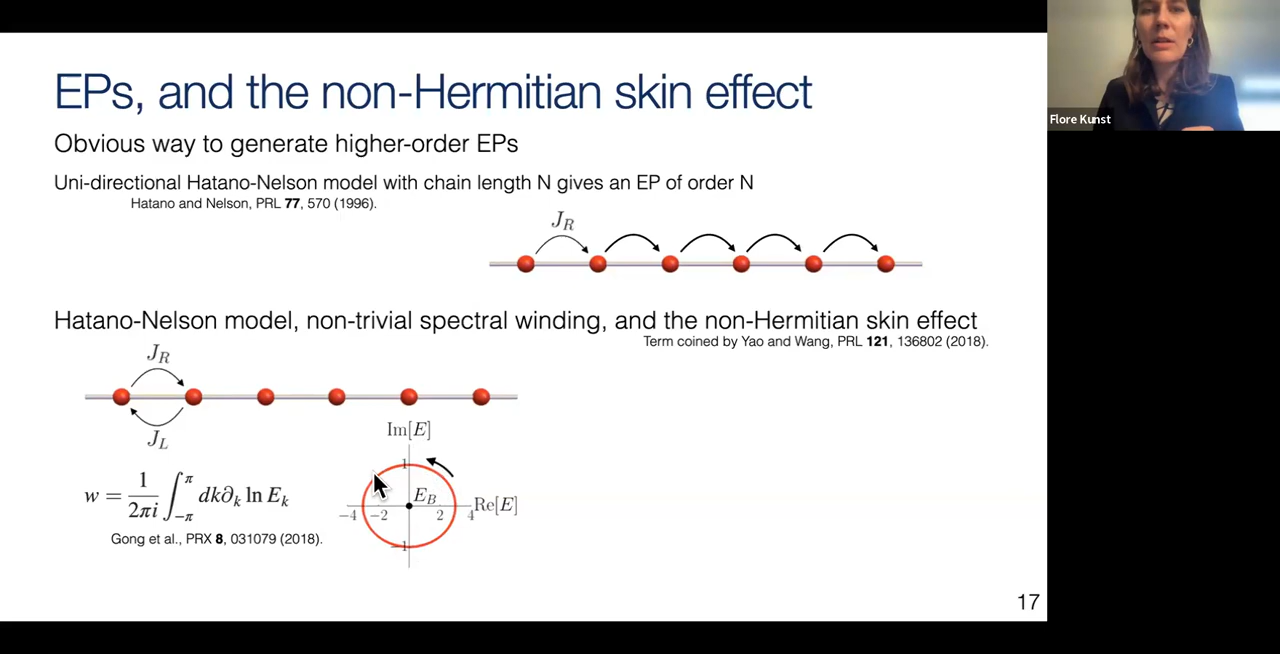 EPs, and the non-Hermitian skin effect
Obvious way to generate higher-order EPs
Uni-directional Hatano-Nelson model with chain length N gives an EP of order N
Hatano and Nelson, PRL 77, 570 (1996).
J_R
Hatano-Nelson model, non-trivial spectral winding, and the non-Hermitian skin effect
Term coined by Yao and Wang, PRL 121, 136802 (2018).
J_R
J_L
w = \frac{1}{2πi} ∫_{-π}^{π} dk∂_k ln E_k
Gong et al., PRX 8, 031079 (2018).
Im[E]
1
E_B
Re[E]
−4 −2 2 4
−1
17
Flore Kunst